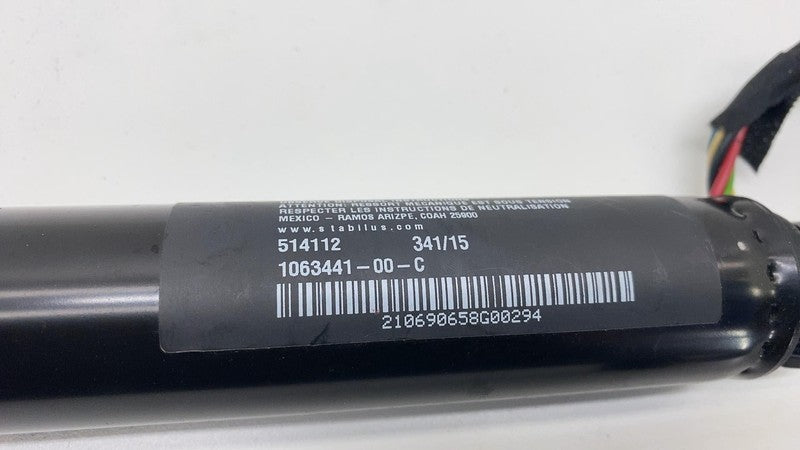 ATTENTION: RESSORT MECANIQUE EST SOUS TENSION
RESPECTER LES INSTRUCTIONS DE NEUTRALISATION
MEXICO - RAMOS ARIZPE, COAH 25900
www.stabilus.com
514112 341/15
1063441-00-C
210690658G00294